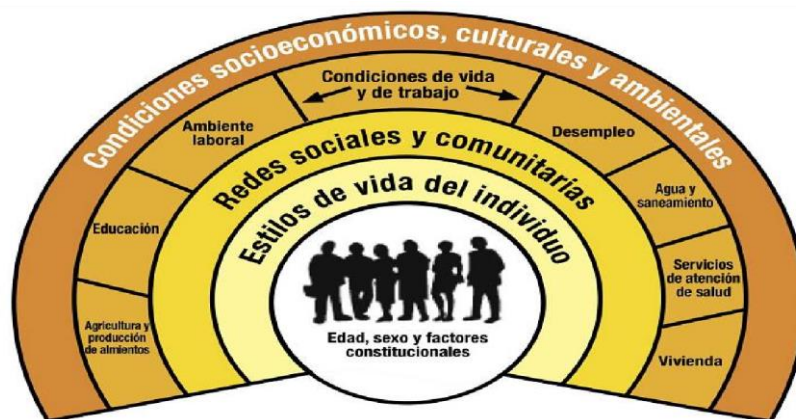 Condiciones socioeconómicos, culturales y ambientales
Condiciones de vida
y de trabajo
Ambiente
laboral
Desempleo
Educación
Agua y
saneamiento
Agricultura y
producción
de almientos
Servicios
de atención
de salud
Vivienda
Redes sociales y comunitarias
Estilos de vida del individuo
Edad, sexo y factores
constitucionales